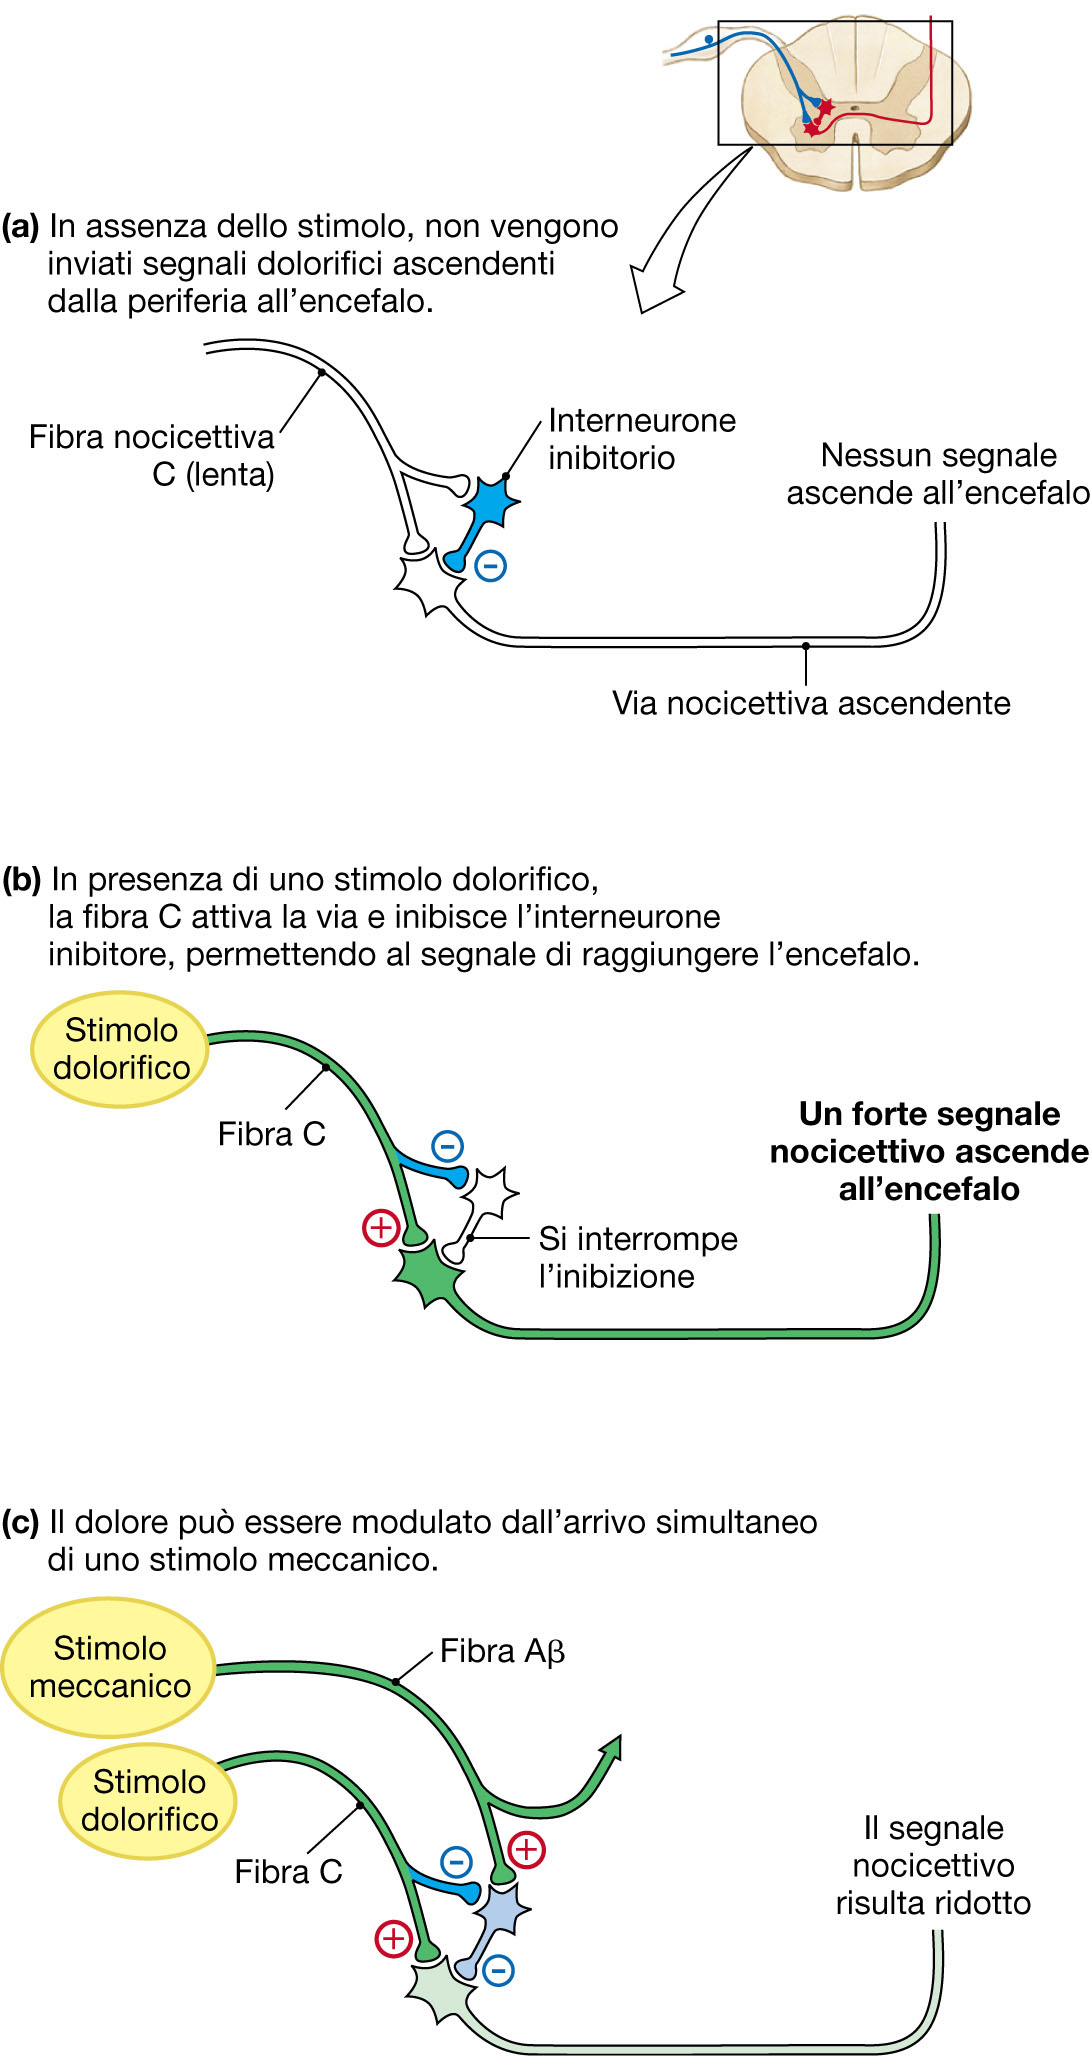 (a) In assenza dello stimolo, non vengono
inviati segnali dolorifici ascendenti
dalla periferia all’encefalo.
Fibra nocicettiva
C (lenta)
Interneurone
inibitorio
Nessun segnale
ascende all’encefalo
−
Via nocicettiva ascendente
(b) In presenza di uno stimolo dolorifico,
la fibra C attiva la via e inibisce l’interneurone
inibitore, permettendo al segnale di raggiungere l’encefalo.
Stimolo
dolorifico
Fibra C
−
+
Si interrompe
l’inibizione
Un forte segnale
nocicettivo ascende
all’encefalo
(c) Il dolore può essere modulato dall’arrivo simultaneo
di uno stimolo meccanico.
Stimolo
meccanico
Fibra Aβ
Stimolo
dolorifico
Fibra C
−
+
+
−
Il segnale
nocicettivo
risulta ridotto